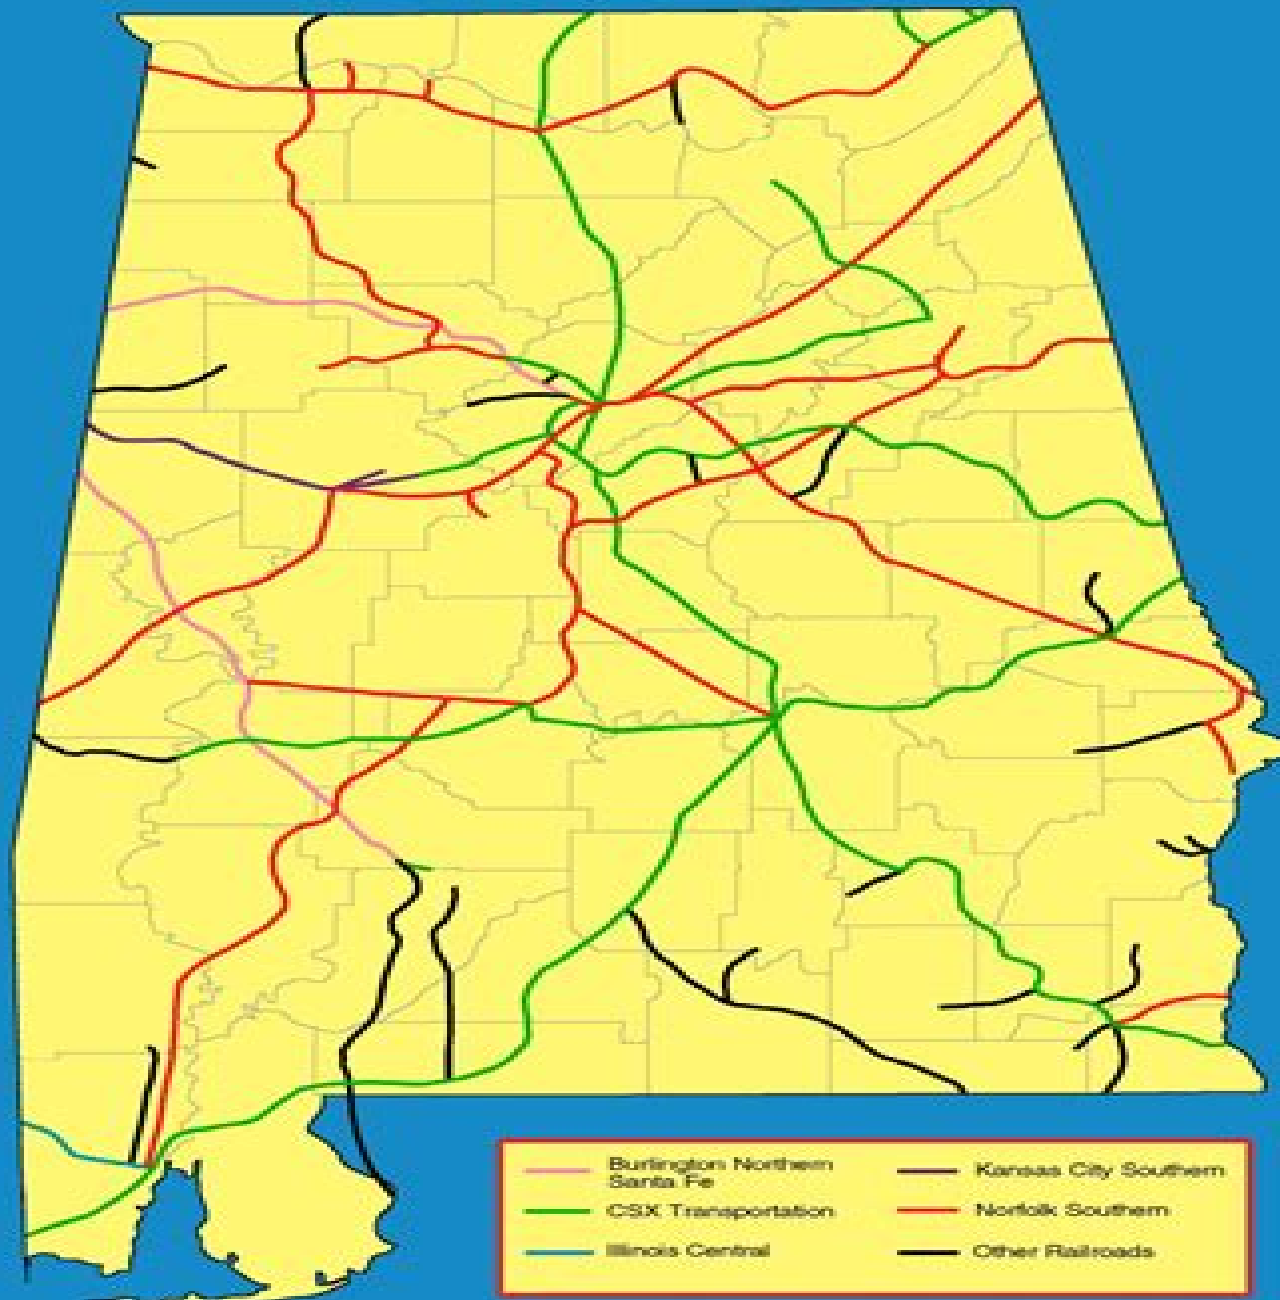 Burlington Northern
Santa Fe
CSX Transportation
Illinois Central
Kansas City Southern
Norfolk Southern
Other Railroads